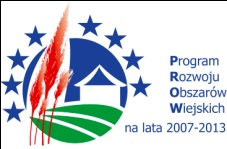 Program
Rozwoju
Obszarów
Wiejskich
na lata 2007-2013